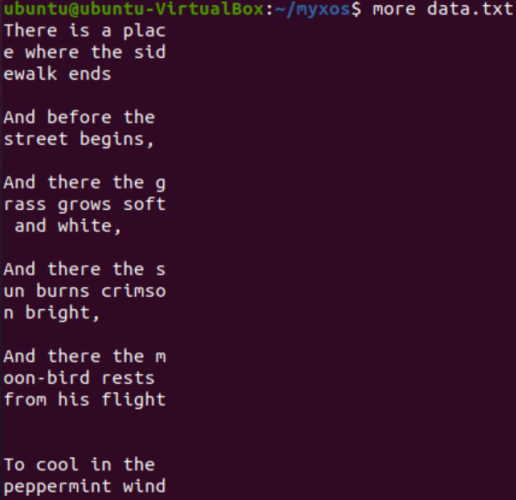 ubuntu@ubuntu-VirtualBox:~/myxos$ more data.txt
There is a plac
e where the sid
ewalk ends

And before the
street begins,

And there the g
rass grows soft
 and white,

And there the s
un burns crimso
n bright,

And there the m
oon-bird rests
from his flight


To cool in the
peppermint wind